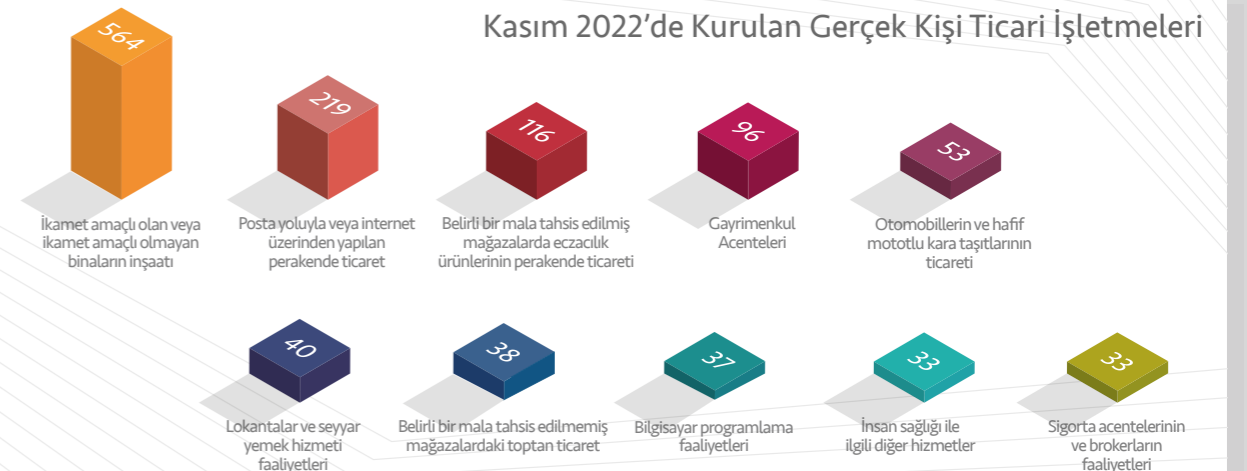 Kasım 2022’de Kurulan Gerçek Kişi Ticari İşletmeleri
564
219
116
96
53
İkamet amaçlı olan veya
ikamet amaçlı olmayan
binaların inşaatı
Posta yoluyla veya internet
üzerinden yapılan
perakende ticaret
Belirli bir mala tahsis edilmiş
mağazalarda eczacılık
ürünlerinin perakende ticareti
Gayrimenkul
Acenteleri
Otomobillerin ve hafif
mototlu kara taşıtlarının
ticareti
40
38
37
33
33
Lokantalar ve seyyar
yemek hizmeti
faaliyetleri
Belirli bir mala tahsis edilmemiş
mağazalardaki toptan ticaret
Bilgisayar programlama
faaliyetleri
İnsan sağlığı ile
ilgili diğer hizmetler
Sigorta acentelerinin
ve brokerların
faaliyetleri